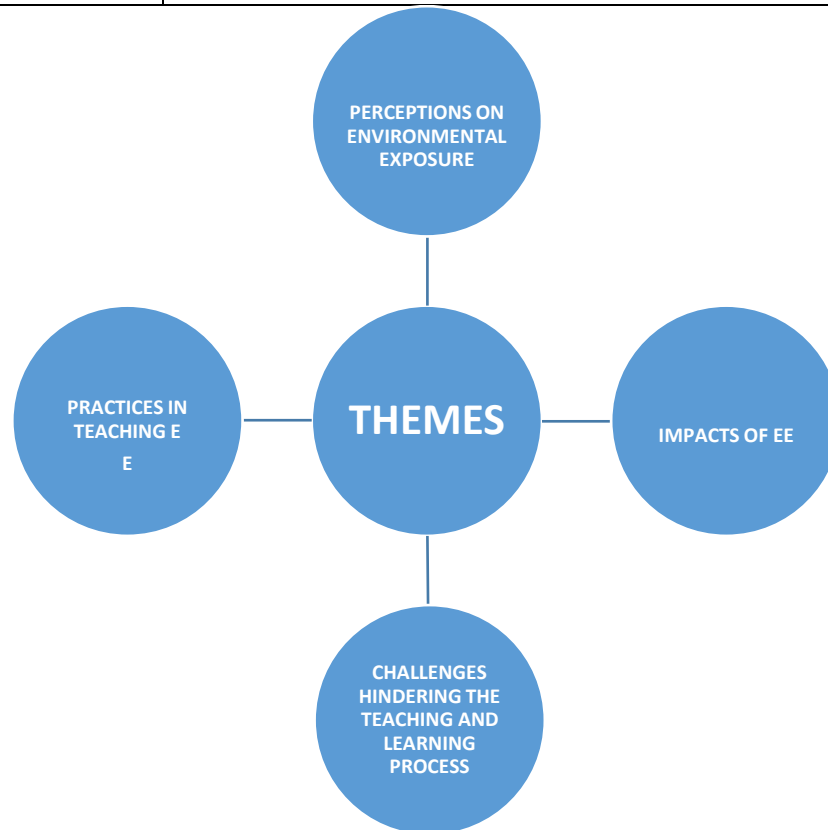 PERCEPTIONS ON
ENVIRONMENTAL
EXPOSURE
PRACTICES IN
TEACHING E
E
THEMES
IMPACTS OF EE
CHALLENGES
HINDERING THE
TEACHING AND
LEARNING
PROCESS